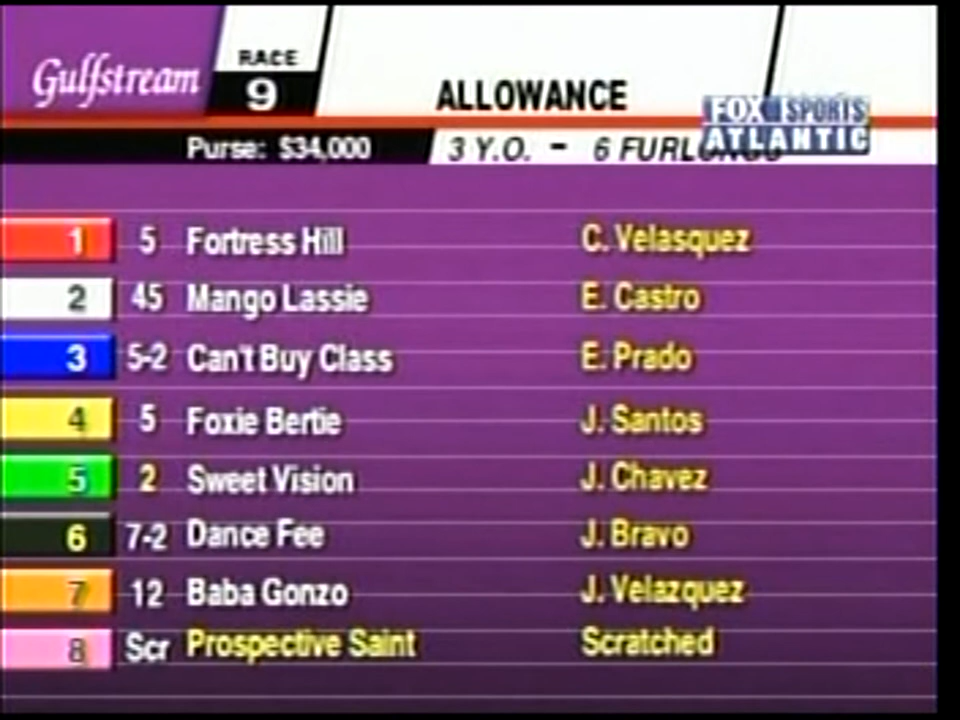 Gulfstream
RACE
9
ALLOWANCE
FOX SPORTS
ATLANTIC
Purse: $34,000
3 Y.O. - 6 FURLONGS
1 5 Fortress Hill C. Velasquez
2 45 Mango Lassie E. Castro
3 5-2 Can't Buy Class E. Prado
4 5 Foxie Bertie J. Santos
5 2 Sweet Vision J. Chavez
6 7-2 Dance Fee J. Bravo
7 12 Baba Gonzo J. Velazquez
8 Scr Prospective Saint Scratched